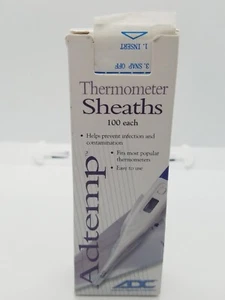 1. INSERT
3. SNAP OFF
Thermometer
Sheaths
100 each
• Helps prevent infection and
contamination
• Fits most popular
thermometers
• Easy to use
Adtemp
ADC